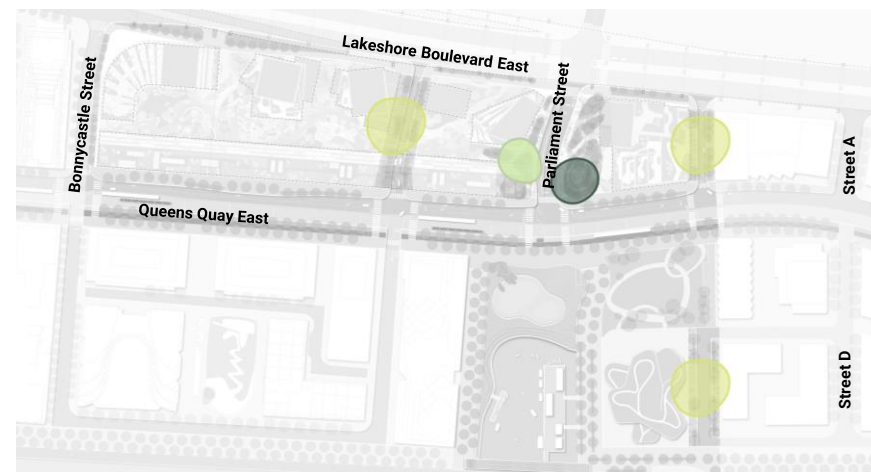 Lakeshore Boulevard East
Bonnycastle Street
Parliament Street
Street A
Queens Quay East
Street D